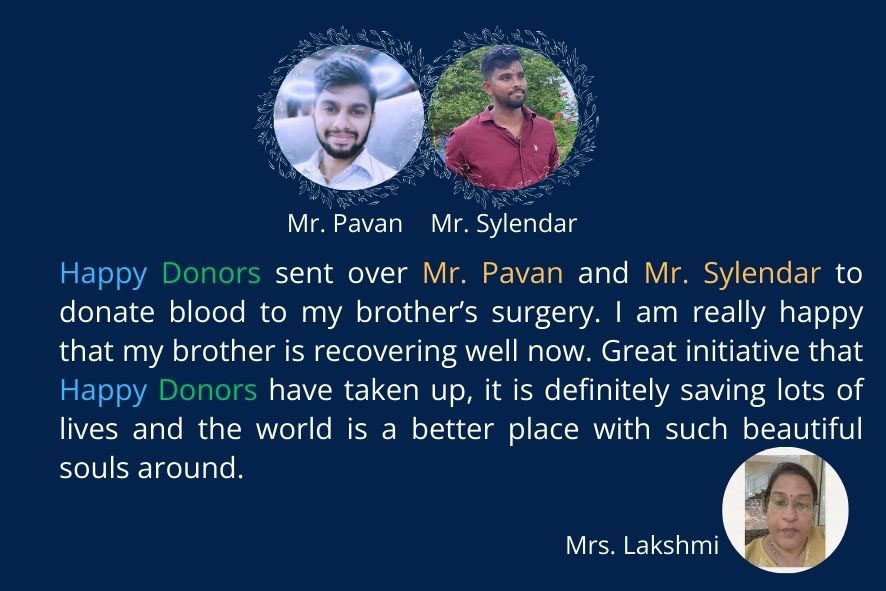 Mr. Pavan Mr. Sylendar
Happy Donors sent over Mr. Pavan and Mr. Sylendar to
donate blood to my brother’s surgery. I am really happy
that my brother is recovering well now. Great initiative that
Happy Donors have taken up, it is definitely saving lots of
lives and the world is a better place with such beautiful
souls around.
Mrs. Lakshmi